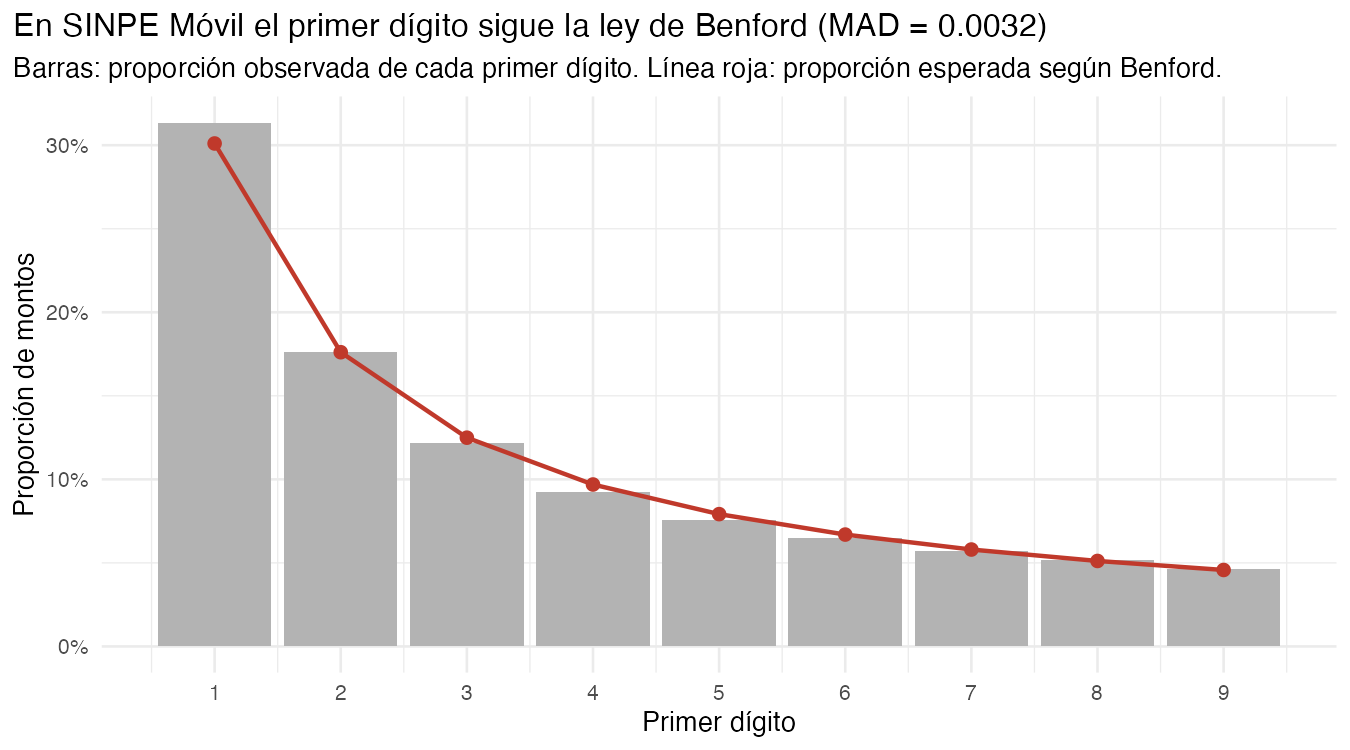 En SINPE Móvil el primer dígito sigue la ley de Benford (MAD = 0.0032)
Barras: proporción observada de cada primer dígito. Línea roja: proporción esperada según Benford.
Proporción de montos
30%
20%
10%
0%
1 2 3 4 5 6 7 8 9
Primer dígito